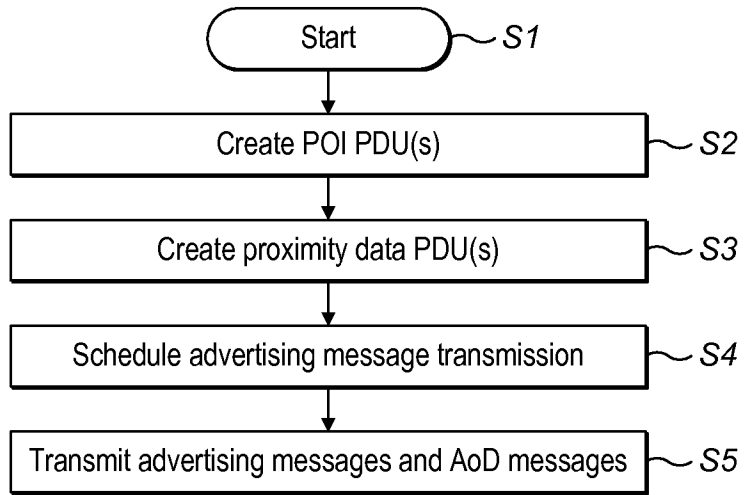 Start S1
Create POI PDU(s) S2
Create proximity data PDU(s) S3
Schedule advertising message transmission S4
Transmit advertising messages and AoD messages S5